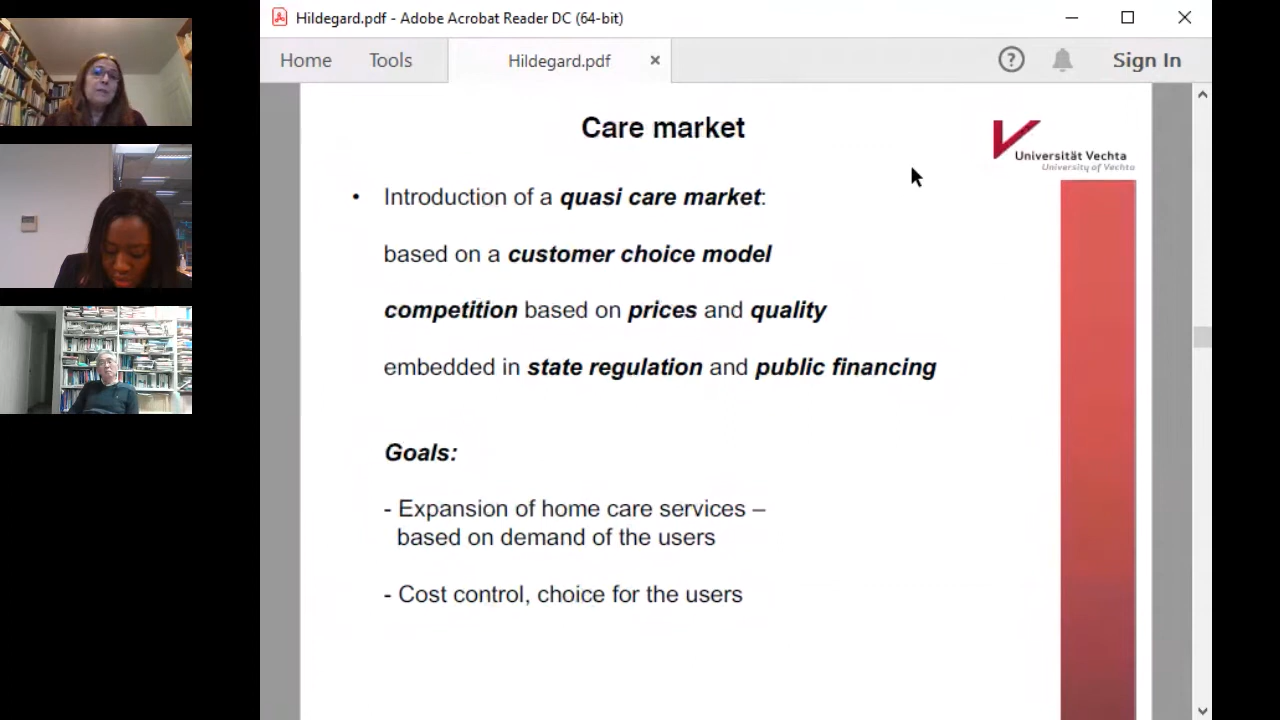 Hildegard.pdf - Adobe Acrobat Reader DC (64-bit)
Home
Tools
Hildegard.pdf
Sign In
Care market
Universität Vechta
University of Vechta
• Introduction of a quasi care market:
based on a customer choice model
competition based on prices and quality
embedded in state regulation and public financing
Goals:
- Expansion of home care services –
based on demand of the users
- Cost control, choice for the users